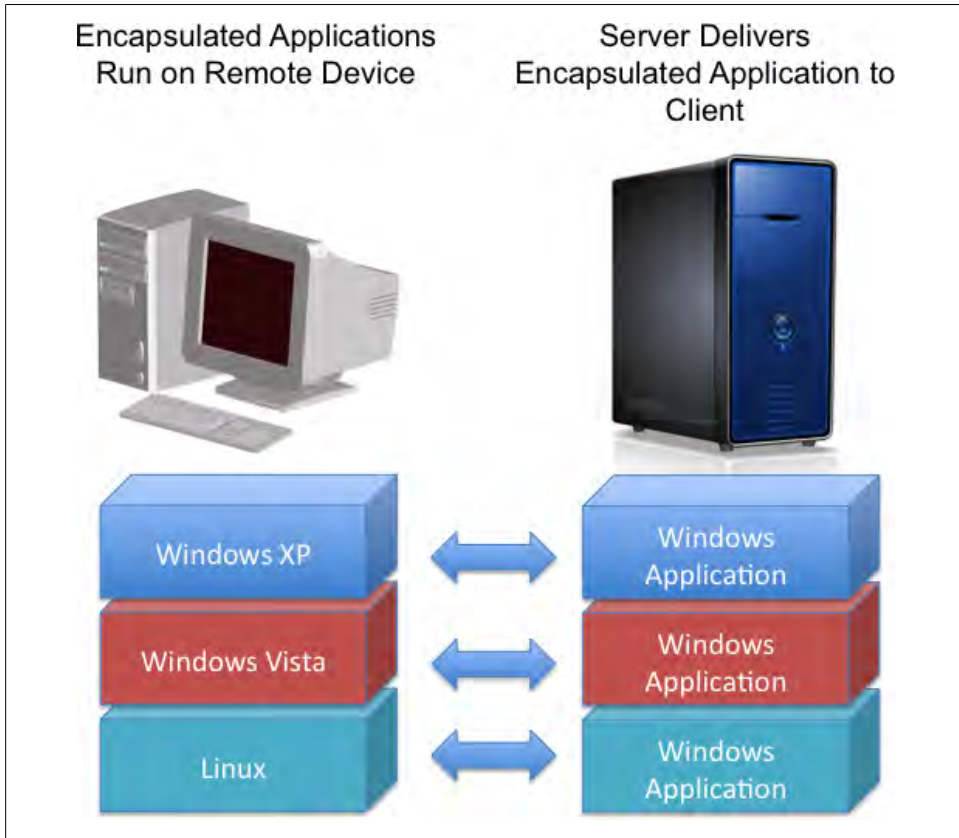 Encapsulated Applications
Run on Remote Device
Server Delivers
Encapsulated Application to
Client
Windows XP
Windows
Application
Windows Vista
Windows
Application
Linux
Windows
Application